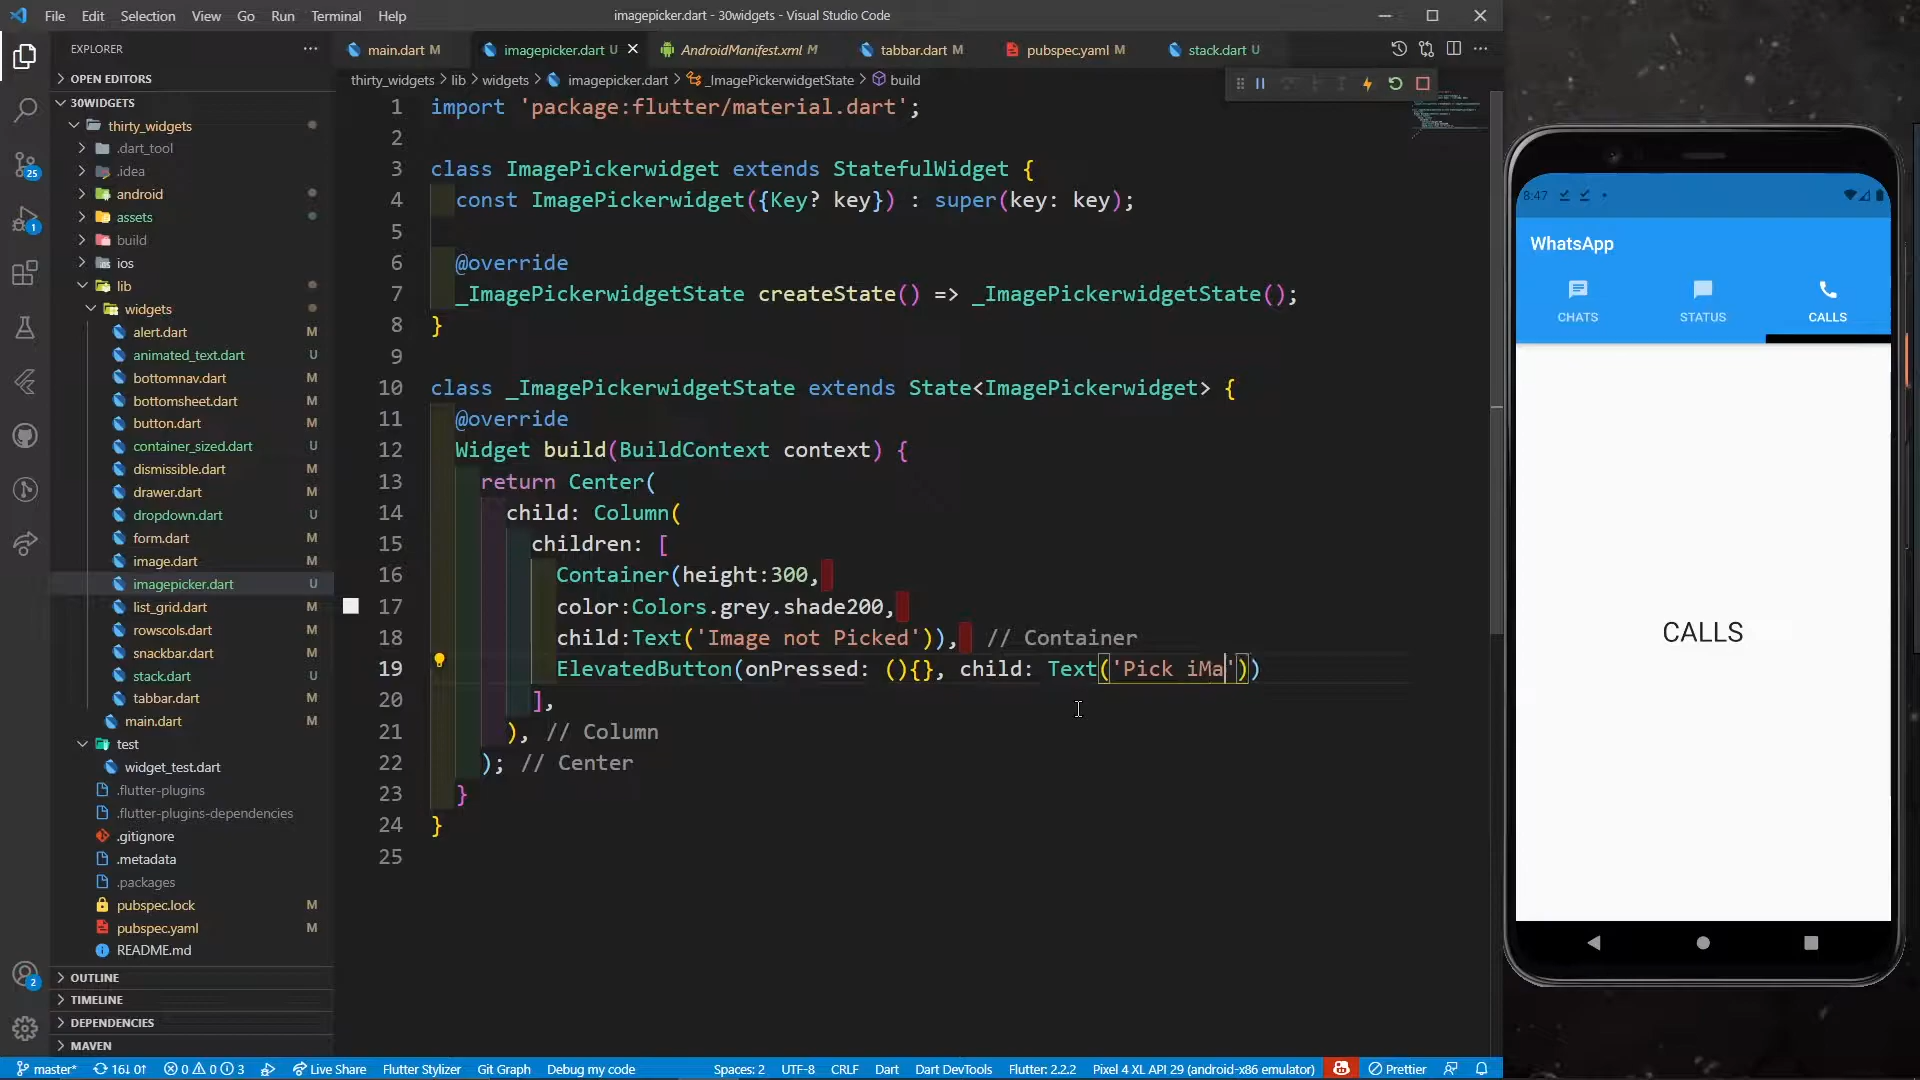 File Edit Selection View Go Run Terminal Help
imagepicker.dart - 30widgets - Visual Studio Code
EXPLORER
main.dart M
imagepicker.dart U
AndroidManifest.xml M
tabbar.dart M
pubspec.yaml M
stack.dart U
thirty_widgets > lib > widgets > imagepicker.dart > _ImagePickerwidgetState > build
OPEN EDITORS
30WIDGETS
thirty_widgets
.dart_tool
.idea
android
assets
build
ios
lib
widgets
alert.dart M
animated_text.dart U
bottomnav.dart M
bottomsheet.dart M
button.dart M
container_sized.dart U
dismissible.dart M
drawer.dart M
dropdown.dart U
form.dart M
image.dart M
imagepicker.dart U
list_grid.dart M
rowscols.dart M
snackbar.dart M
stack.dart U
tabbar.dart M
main.dart M
test
widget_test.dart
.flutter-plugins
.flutter-plugins-dependencies
.gitignore
.metadata
.packages
pubspec.lock M
pubspec.yaml M
README.md
OUTLINE
TIMELINE
DEPENDENCIES
MAVEN
25
1
2
1 import 'package:flutter/material.dart';
2
3 class ImagePickerwidget extends StatefulWidget {
4 const ImagePickerwidget({Key? key}) : super(key: key);
5
6 @override
7 _ImagePickerwidgetState createState() => _ImagePickerwidgetState();
8 }
9
10 class _ImagePickerwidgetState extends State<ImagePickerwidget> {
11 @override
12 Widget build(BuildContext context) {
13 return Center(
14 child: Column(
15 children: [
16 Container(height:300,
17 color:Colors.grey.shade200,
18 child:Text('Image not Picked')), // Container
19 ElevatedButton(onPressed: (){}, child: Text('Pick iMa'))
20 ],
21 ), // Column
22 ); // Center
23 }
24 }
25
8:47
WhatsApp
CHATS STATUS CALLS
CALLS
master* 16↓ 0↑ 0 0 3 Live Share Flutter Stylizer Git Graph Debug my code Spaces: 2 UTF-8 CRLF Dart Dart DevTools Flutter: 2.2.2 Pixel 4 XL API 29 (android-x86 emulator) Prettier